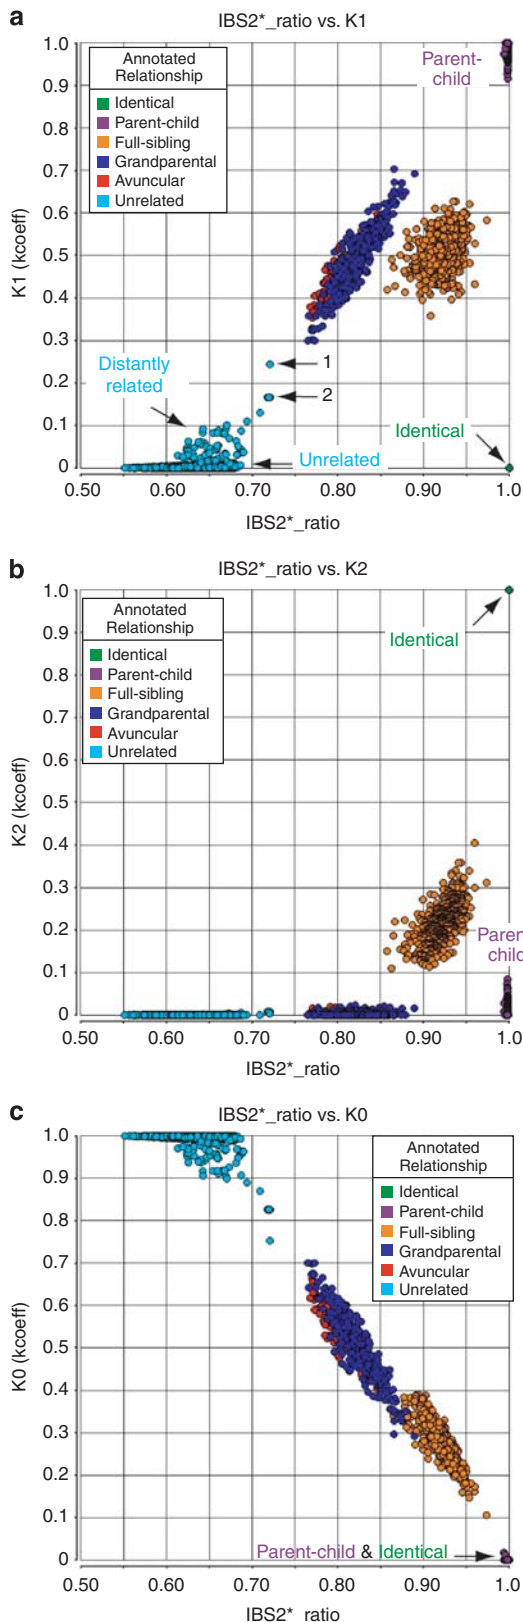 a
IBS2*_ratio vs. K1
1.0
0.9
0.8
0.7
0.6
0.5
0.4
0.3
0.2
0.1
0
K1 (kcoeff)
Annotated
Relationship
Identical
Parent-child
Full-sibling
Grandparental
Avuncular
Unrelated
Parent-
child
1
2
Distantly
related
Identical
Unrelated
0.50 0.60 0.70 0.80 0.90 1.0
IBS2*_ratio
b
IBS2*_ratio vs. K2
1.0
0.9
0.8
0.7
0.6
0.5
0.4
0.3
0.2
0.1
0
K2 (kcoeff)
Annotated
Relationship
Identical
Parent-child
Full-sibling
Grandparental
Avuncular
Unrelated
Identical
Paren
child
0.50 0.60 0.70 0.80 0.90 1.0
IBS2*_ratio
c
IBS2*_ratio vs. K0
1.0
0.9
0.8
0.7
0.6
0.5
0.4
0.3
0.2
0.1
0
K0 (kcoeff)
Annotated
Relationship
Identical
Parent-child
Full-sibling
Grandparental
Avuncular
Unrelated
Parent-child & Identical
0.50 0.60 0.70 0.80 0.90 1.0
IBS2*_ratio